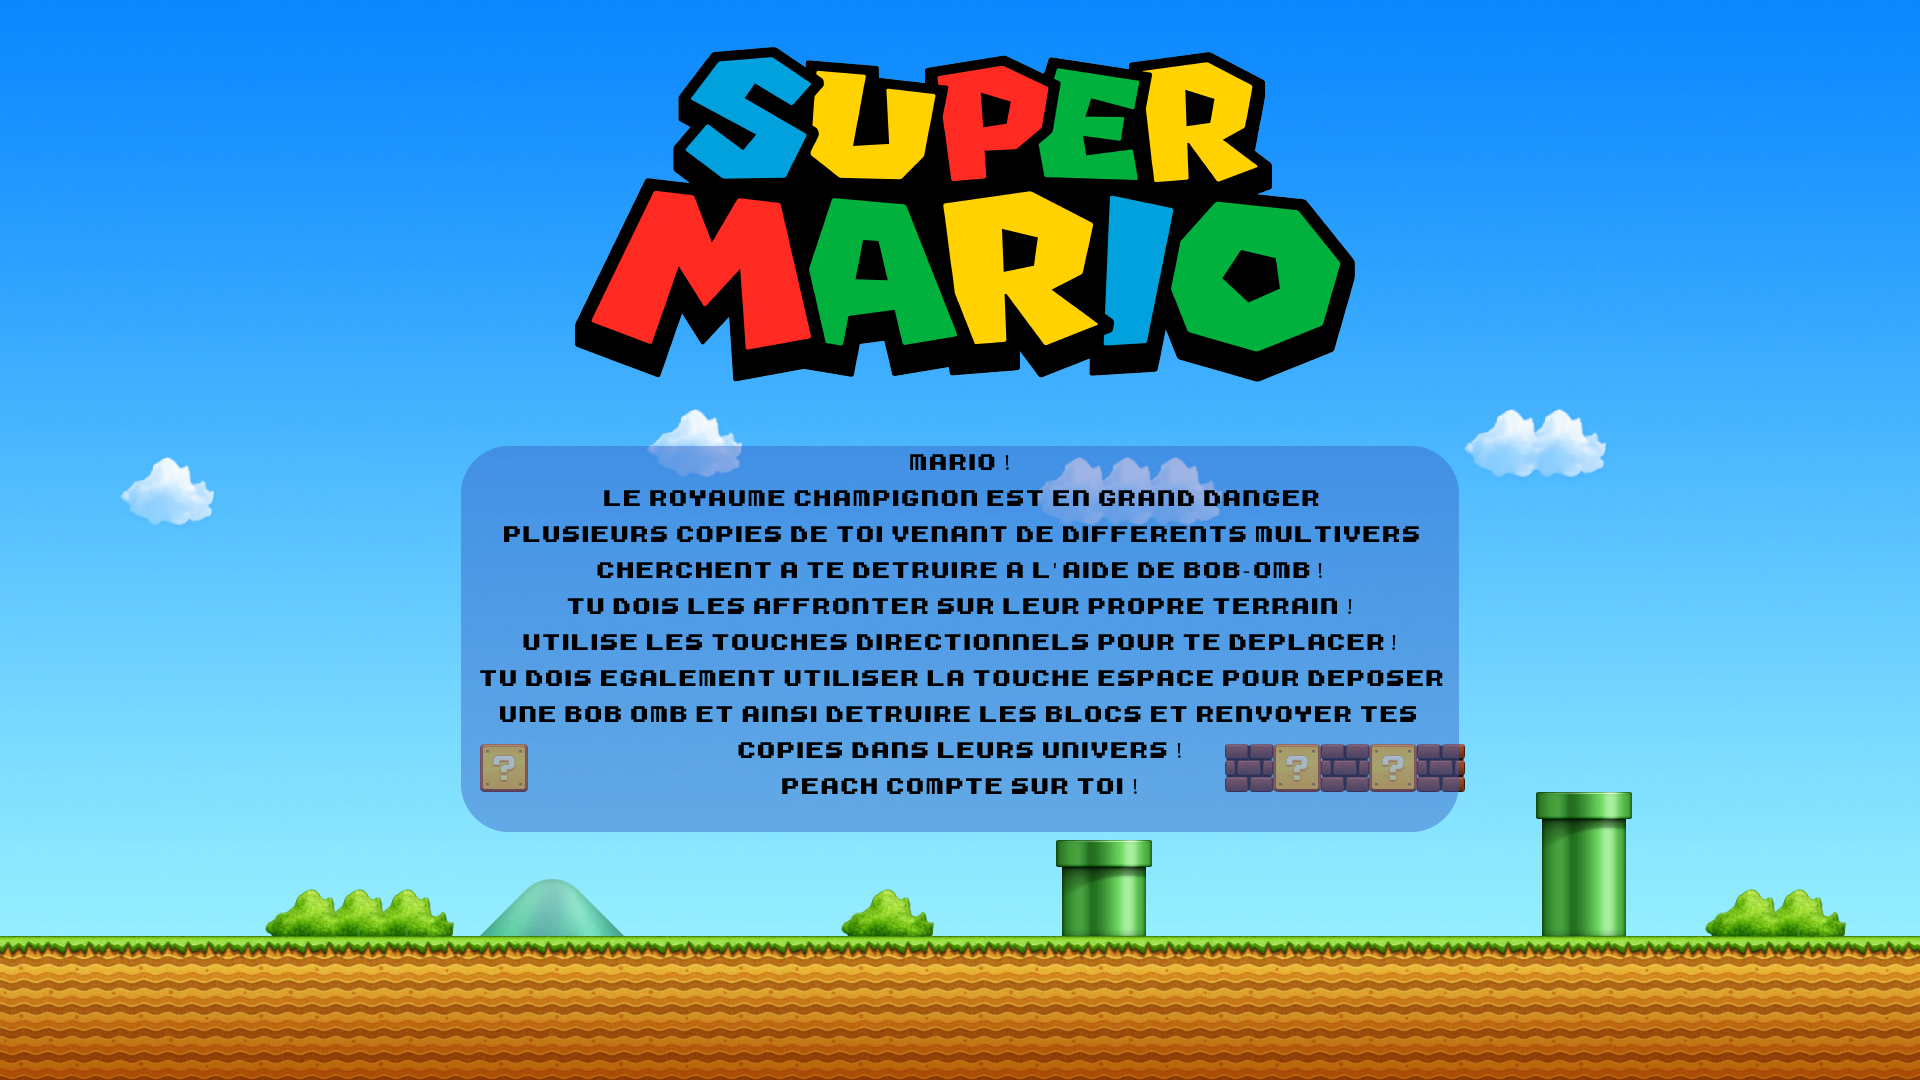 SUPER
MARIO
MARIO !
LE ROYAUME CHAMPIGNON EST EN GRAND DANGER
PLUSIEURS COPIES DE TOI VENANT DE DIFFERENTS MULTIVERS
CHERCHENT A TE DETRUIRE A L'AIDE DE BOB-OMB !
TU DOIS LES AFFRONTER SUR LEUR PROPRE TERRAIN !
UTILISE LES TOUCHES DIRECTIONNELS POUR TE DEPLACER !
TU DOIS EGALEMENT UTILISER LA TOUCHE ESPACE POUR DEPOSER
UNE BOB OMB ET AINSI DETRUIRE LES BLOCS ET RENVOYER TES
COPIES DANS LEURS UNIVERS !
? ? ?
PEACH COMPTE SUR TOI !